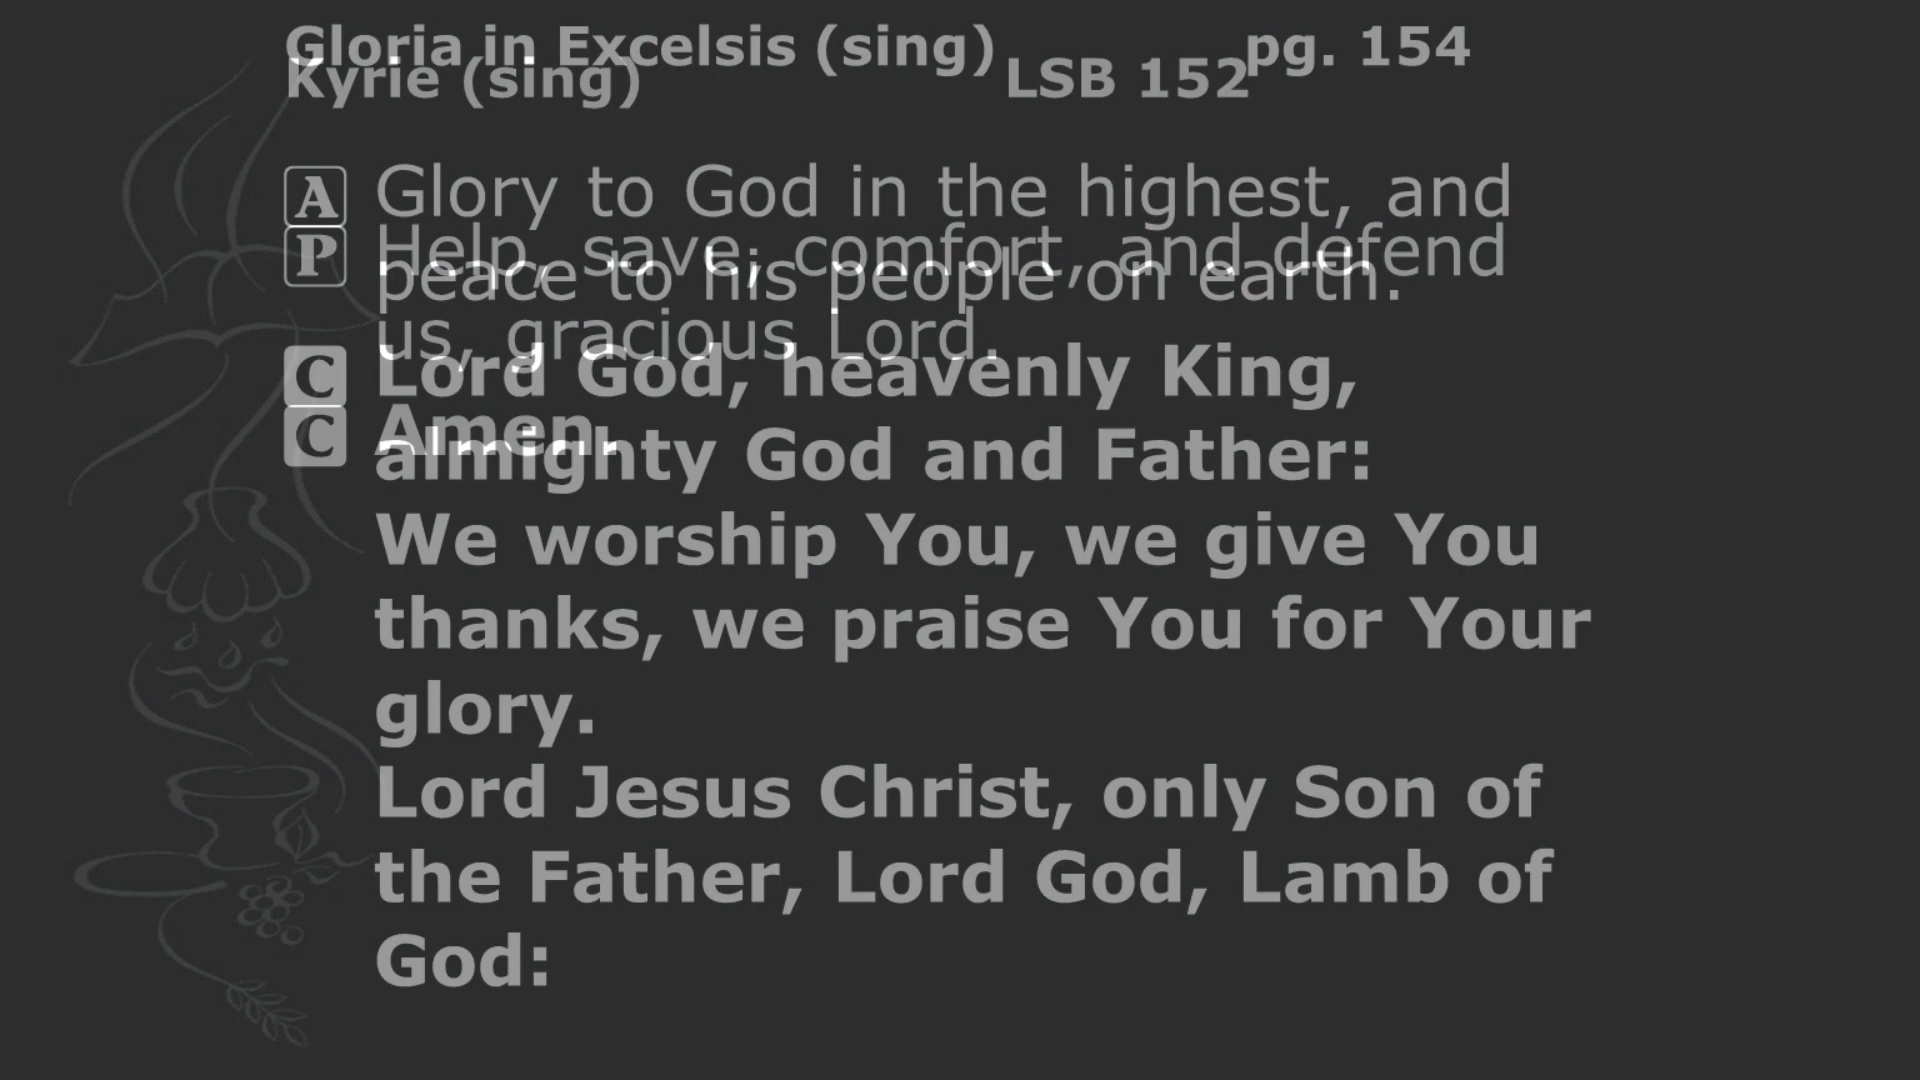 Gloria in Excelsis (sing) pg. 154
Kyrie (sing) LSB 152
A Glory to God in the highest, and
P Help, save, comfort, and defend
peace to his people on earth.
us, gracious Lord.
C Lord God, heavenly King,
C Amen.
almighty God and Father:
We worship You, we give You
thanks, we praise You for Your
glory.
Lord Jesus Christ, only Son of
the Father, Lord God, Lamb of
God: